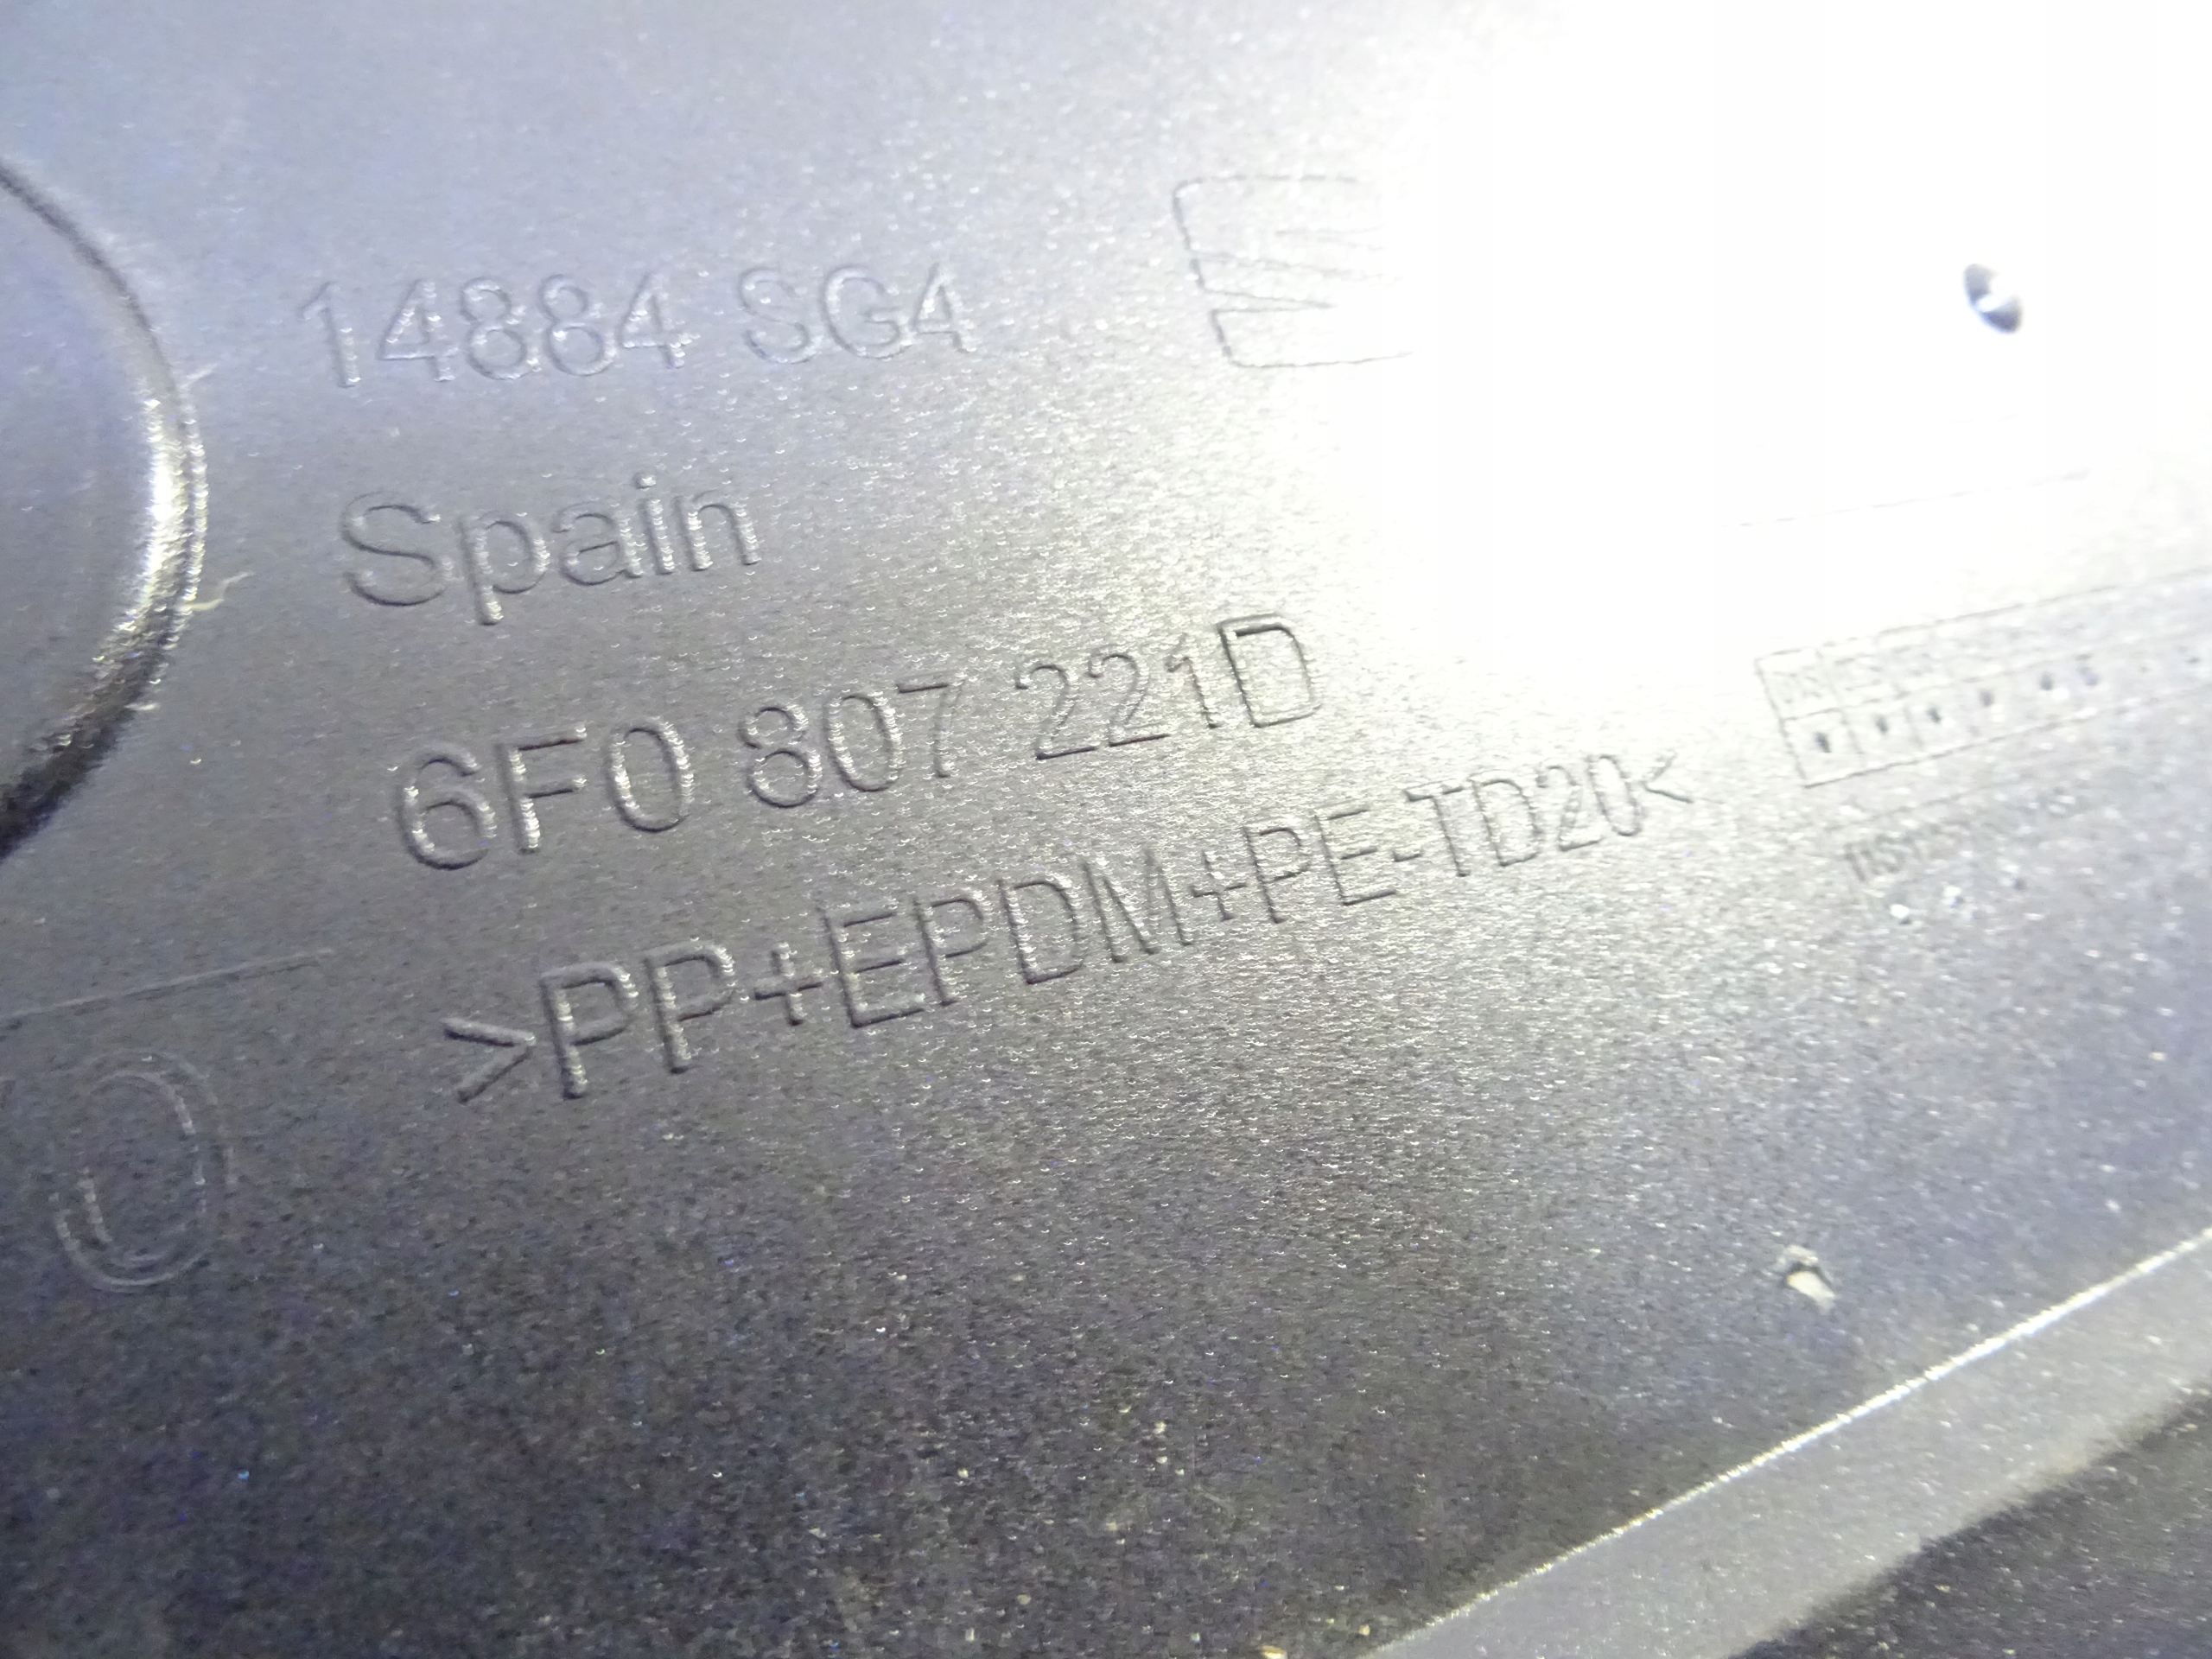 14884 SG4
Spain
6F0 807 221D
>PP+EPDM+PE-TD20<